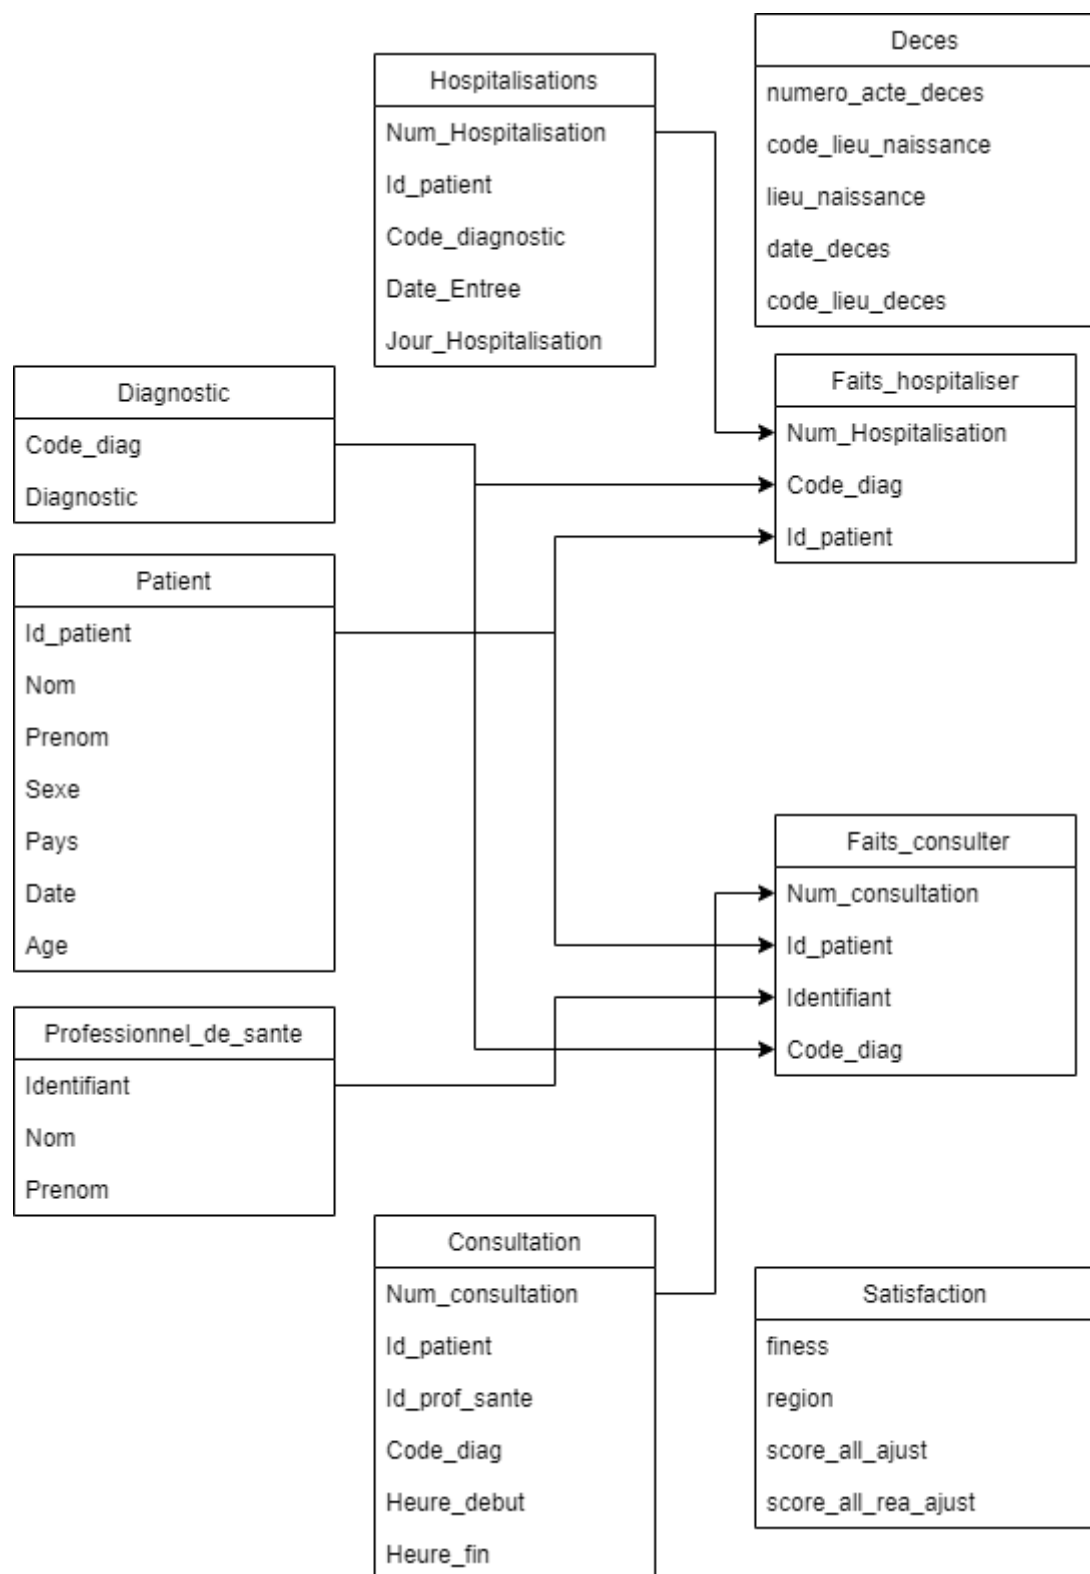 Deces
numero_acte_deces
code_lieu_naissance
lieu_naissance
date_deces
code_lieu_deces
Hospitalisations
Num_Hospitalisation
Id_patient
Code_diagnostic
Date_Entree
Jour_Hospitalisation
Faits_hospitaliser
Num_Hospitalisation
Code_diag
Id_patient
Diagnostic
Code_diag
Diagnostic
Patient
Id_patient
Nom
Prenom
Sexe
Pays
Date
Age
Faits_consulter
Num_consultation
Id_patient
Identifiant
Code_diag
Professionnel_de_sante
Identifiant
Nom
Prenom
Consultation
Num_consultation
Id_patient
Id_prof_sante
Code_diag
Heure_debut
Heure_fin
Satisfaction
finess
region
score_all_ajust
score_all_rea_ajust